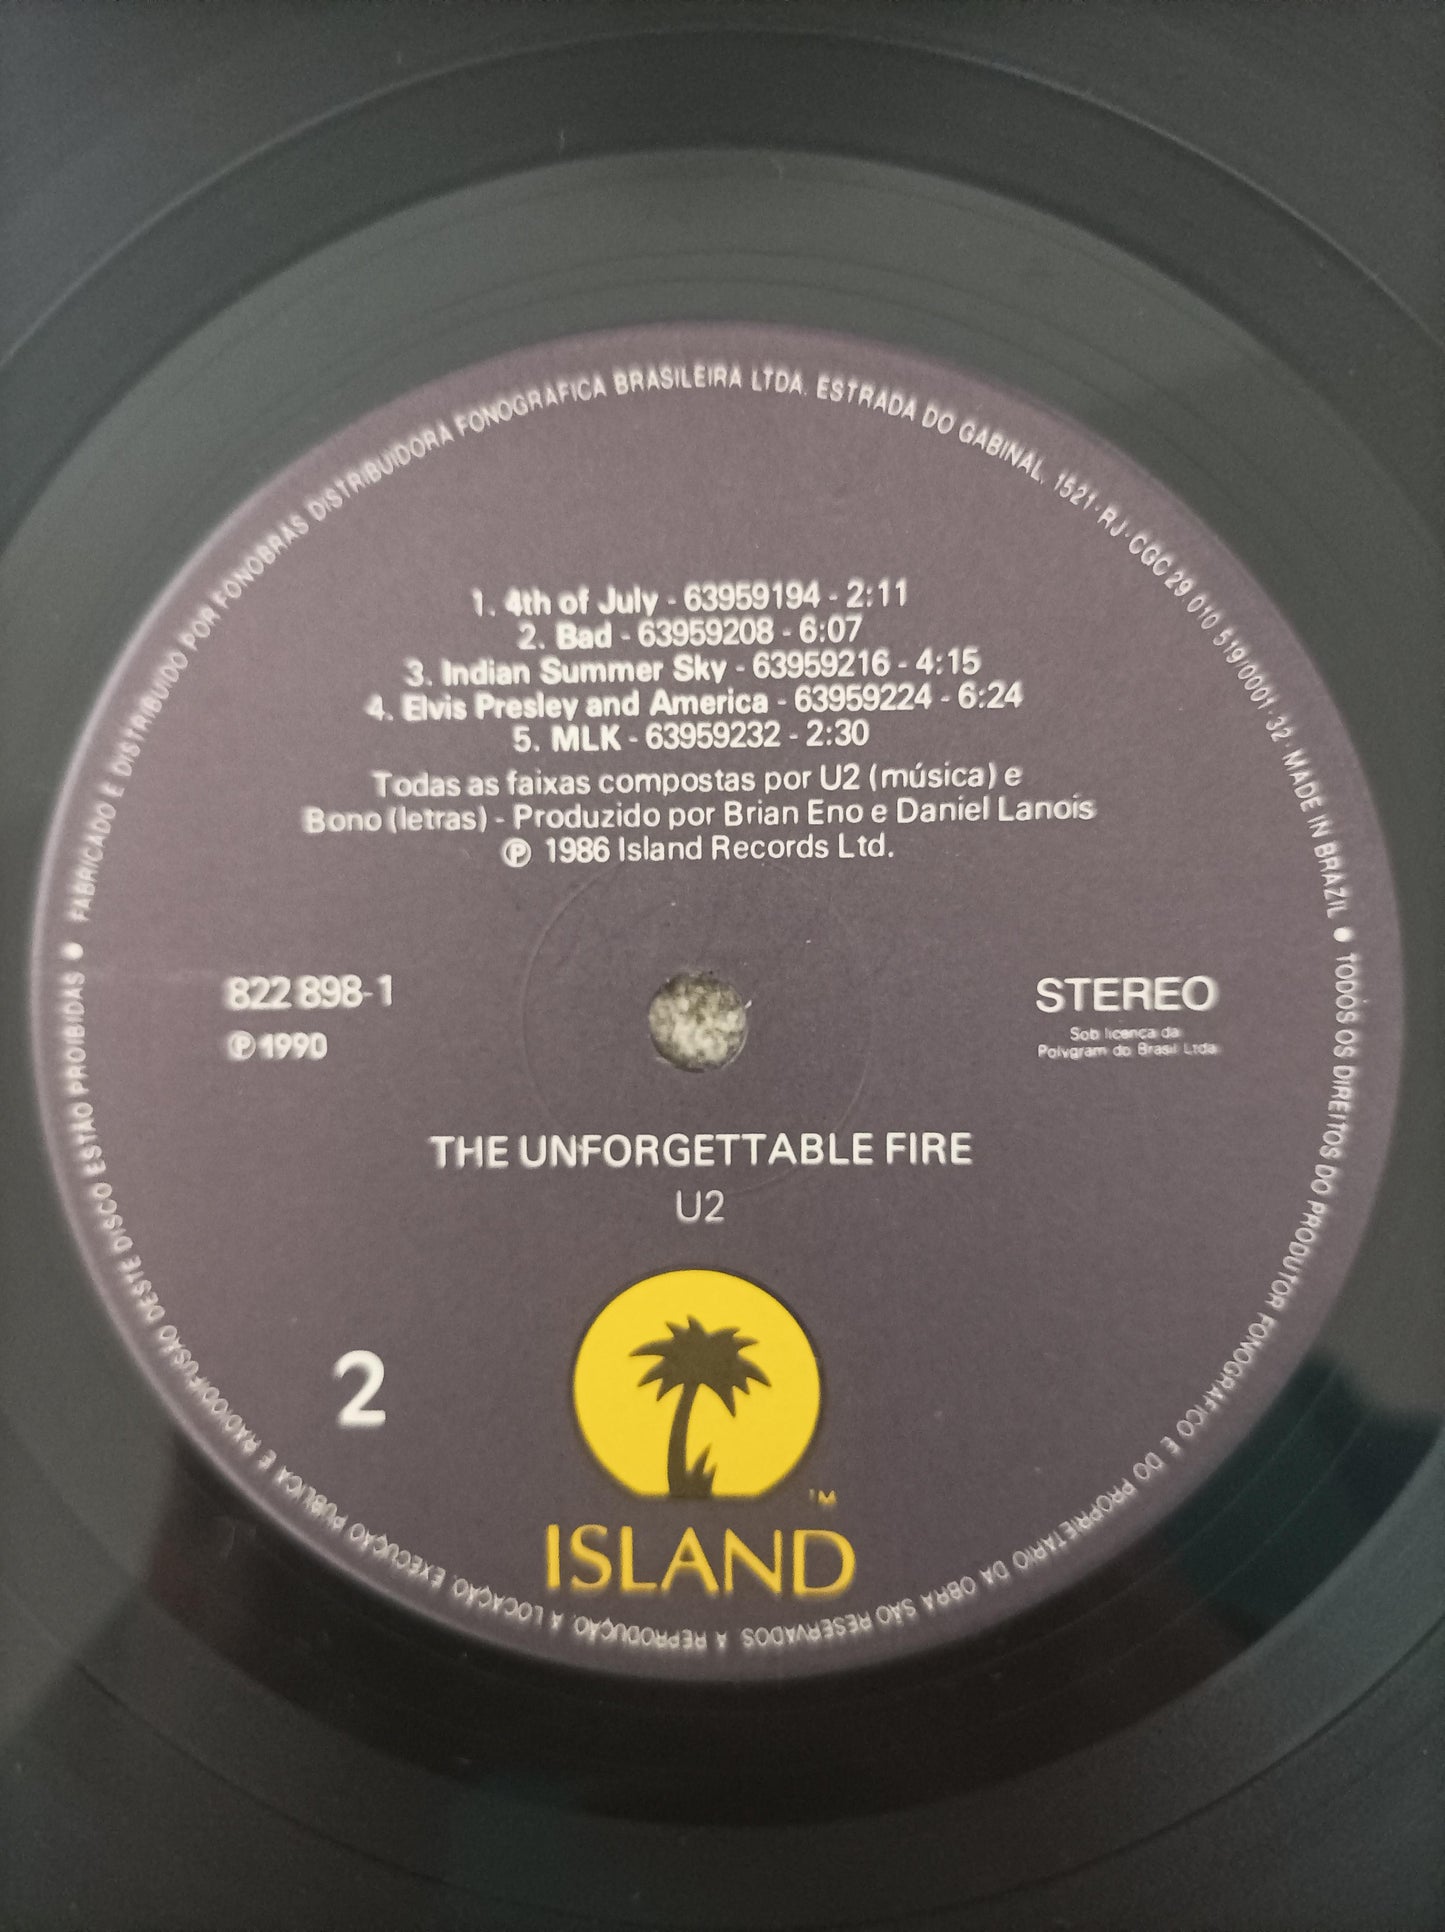 FABRICADO E DISTRIBUIDO POR FONOBRAS DISTRIBUIDORA FONOGRÁFICA BRASILEIRA LTDA. ESTRADA DO GABINAL, 1521·RJ·CGC 29 010 519/0001·32·MADE IN BRAZIL
1. 4th of July - 63959194 - 2:11
2. Bad - 63959208 - 6:07
3. Indian Summer Sky - 63959216 - 4:15
4. Elvis Presley and America - 63959224 - 6:24
5. MLK - 63959232 - 2:30
Todas as faixas compostas por U2 (música) e
Bono (letras) - Produzido por Brian Eno e Daniel Lanois
℗ 1986 Island Records Ltd.
822 898-1
℗ 1990
STEREO
Sob licença da
Polygram do Brasil Ltda
THE UNFORGETTABLE FIRE
U2
2
TM
ISLAND
• TODOS OS DIREITOS DO PRODUTOR FONOGRÁFICO E DO PROPRIETARIO DA OBRA SÃO RESERVADOS. A REPRODUÇÃO, A LOCAÇÃO, EXECUÇÃO PÚBLICA E RADIODIFUSÃO DESTE DISCO ESTÃO PROIBIDAS •